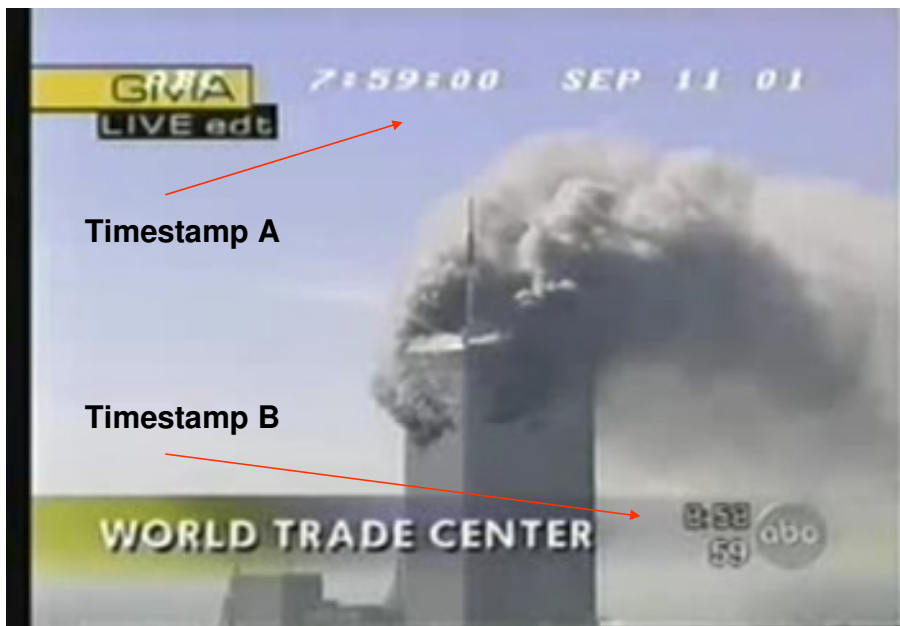 7:59:00 SEP 11 01
GMA
LIVE edt
Timestamp A
Timestamp B
WORLD TRADE CENTER
8:58
59
abc